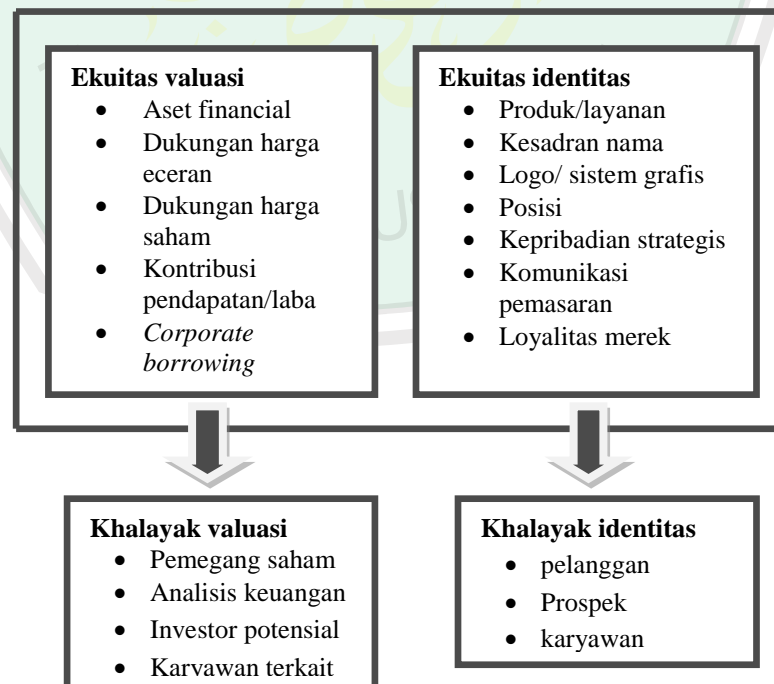 Ekuitas valuasi
• Aset financial
• Dukungan harga
eceran
• Dukungan harga
saham
• Kontribusi
pendapatan/laba
• Corporate
borrowing
Ekuitas identitas
• Produk/layanan
• Kesadran nama
• Logo/ sistem grafis
• Posisi
• Kepribadian strategis
• Komunikasi
pemasaran
• Loyalitas merek
Khalayak valuasi
• Pemegang saham
• Analisis keuangan
• Investor potensial
• Karyawan terkait
Khalayak identitas
• pelanggan
• Prospek
• karyawan